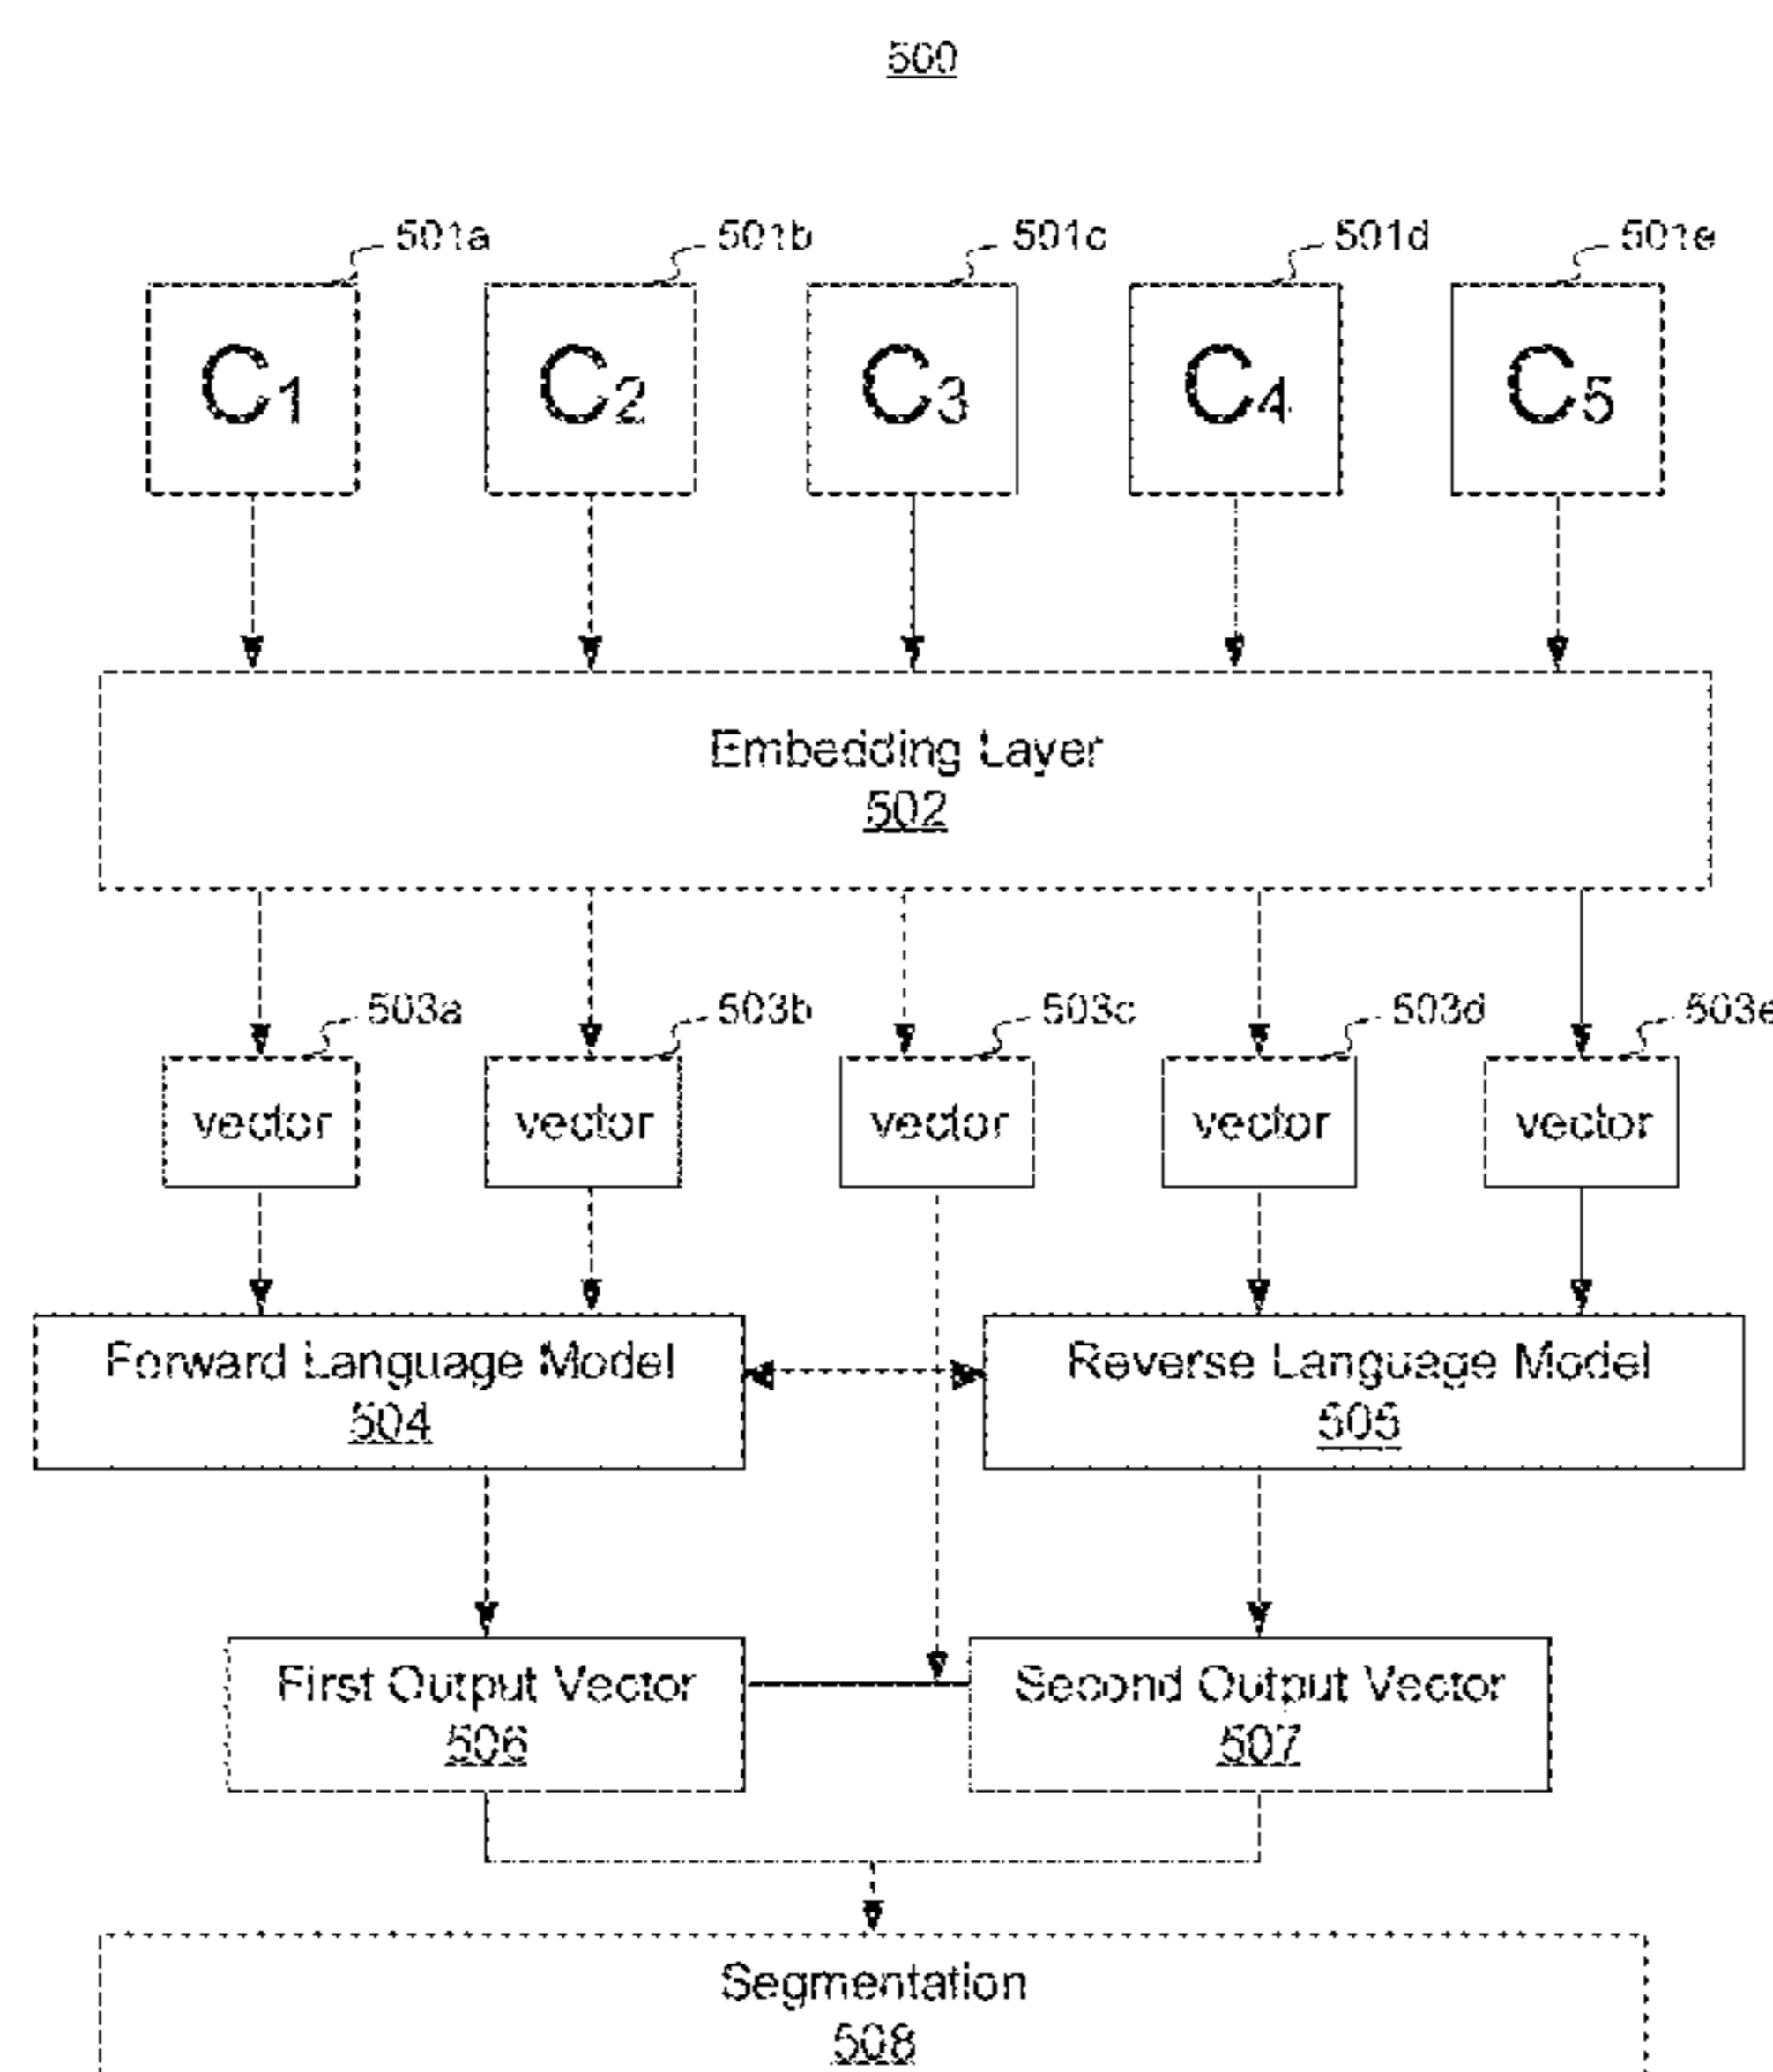 500
501a 501b 501c 501d 501e
C1 C2 C3 C4 C5
Embedding Layer
502
503a 503b 503c 503d 503e
vector vector vector vector vector
Forward Language Model Reverse Language Model
504 505
First Output Vector Second Output Vector
506 507
Segmentation
508